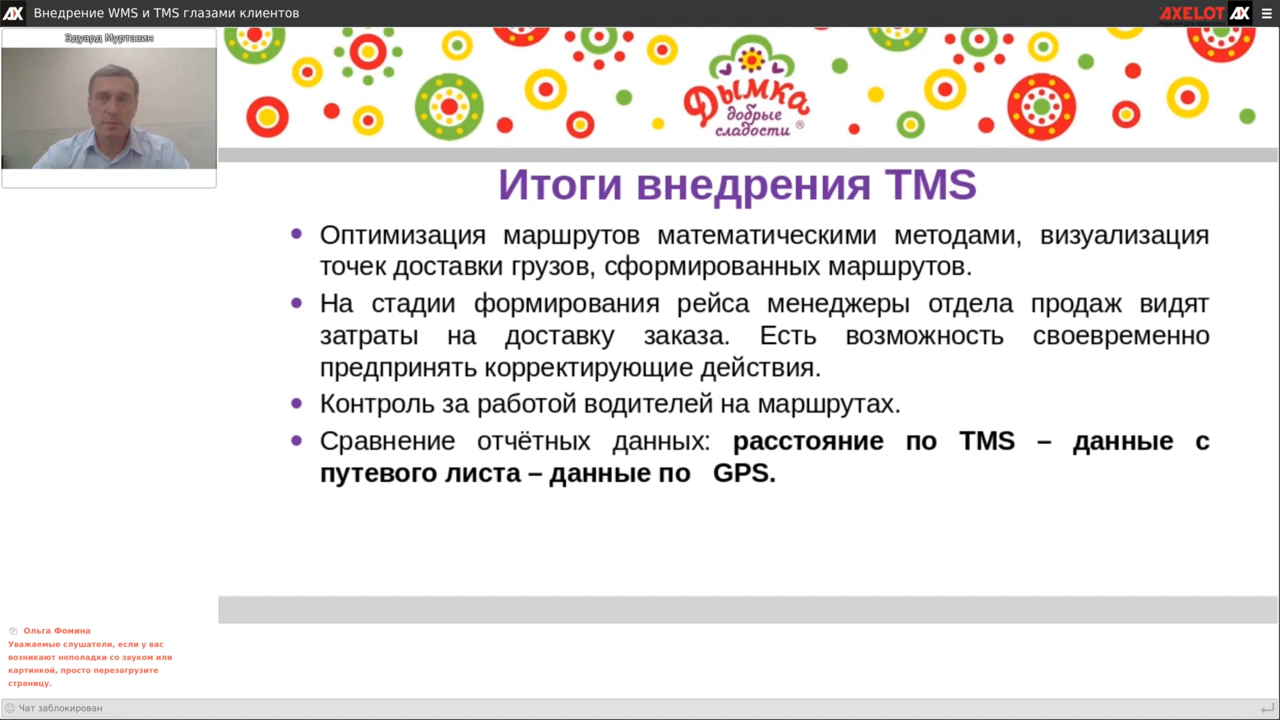 Внедрение WMS и TMS глазами клиентов
AXELOT
Эдуард Муртазин
Дымка
добрые
сладости ®
Итоги внедрения TMS
Оптимизация маршрутов математическими методами, визуализация
точек доставки грузов, сформированных маршрутов.
На стадии формирования рейса менеджеры отдела продаж видят
затраты на доставку заказа. Есть возможность своевременно
предпринять корректирующие действия.
Контроль за работой водителей на маршрутах.
Сравнение отчётных данных: расстояние по TMS – данные с
путевого листа – данные по GPS.
Ольга Фомина
Уважаемые слушатели, если у вас
возникают неполадки со звуком или
картинкой, просто перезагрузите
страницу.
Чат заблокирован